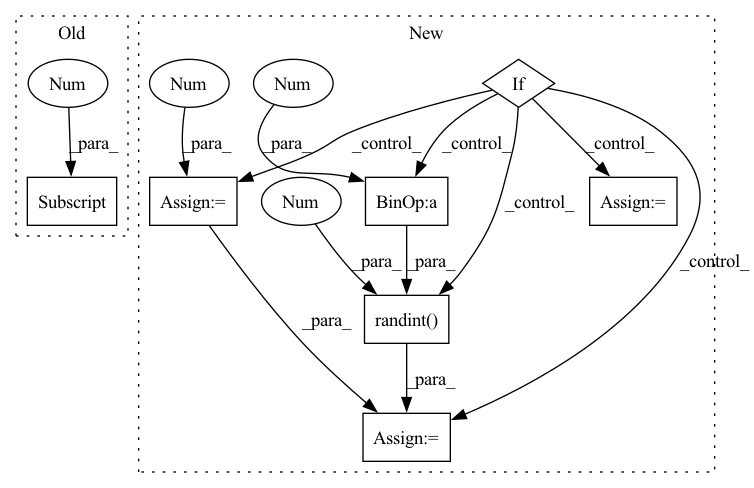 Old
New
Num
Num
Num
If
_para_
_para_
_para_
_control_
_control_
_control_
Subscript
Assign:=
Num
BinOp:a
Assign:=
_control_
_para_
_para_
_control_
_para_
randint()
_para_
Assign:=